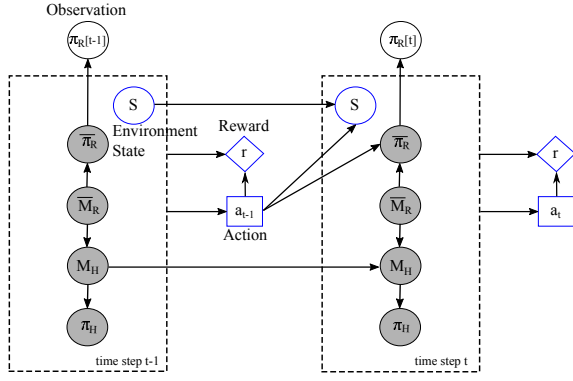 Observation
π_R[t-1]
π_R[t]
S
S
Environment
State
Reward
π̅_R
r
π̅_R
r
M̅_R
a_{t-1}
M̅_R
a_t
Action
M_H
M_H
π_H
π_H
time step t-1
time step t